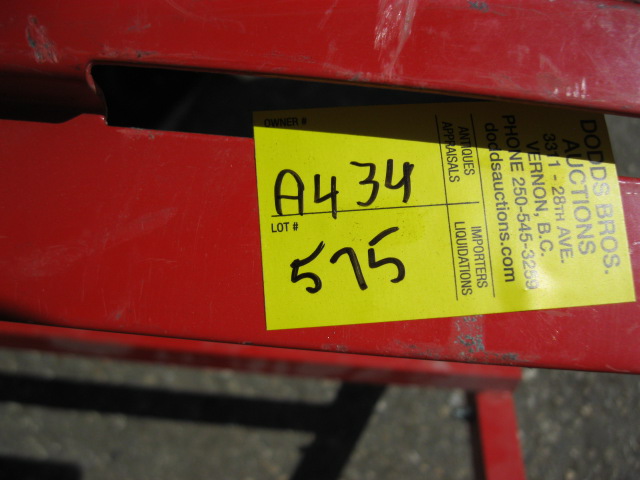 OWNER #
A434
LOT #
575
ANTIQUES
APPRAISALS
IMPORTERS
LIQUIDATIONS
DODDS BROS.
AUCTIONS
3311 - 28TH AVE.
VERNON, B.C.
PHONE 250-545-3259
doddsauctions.com